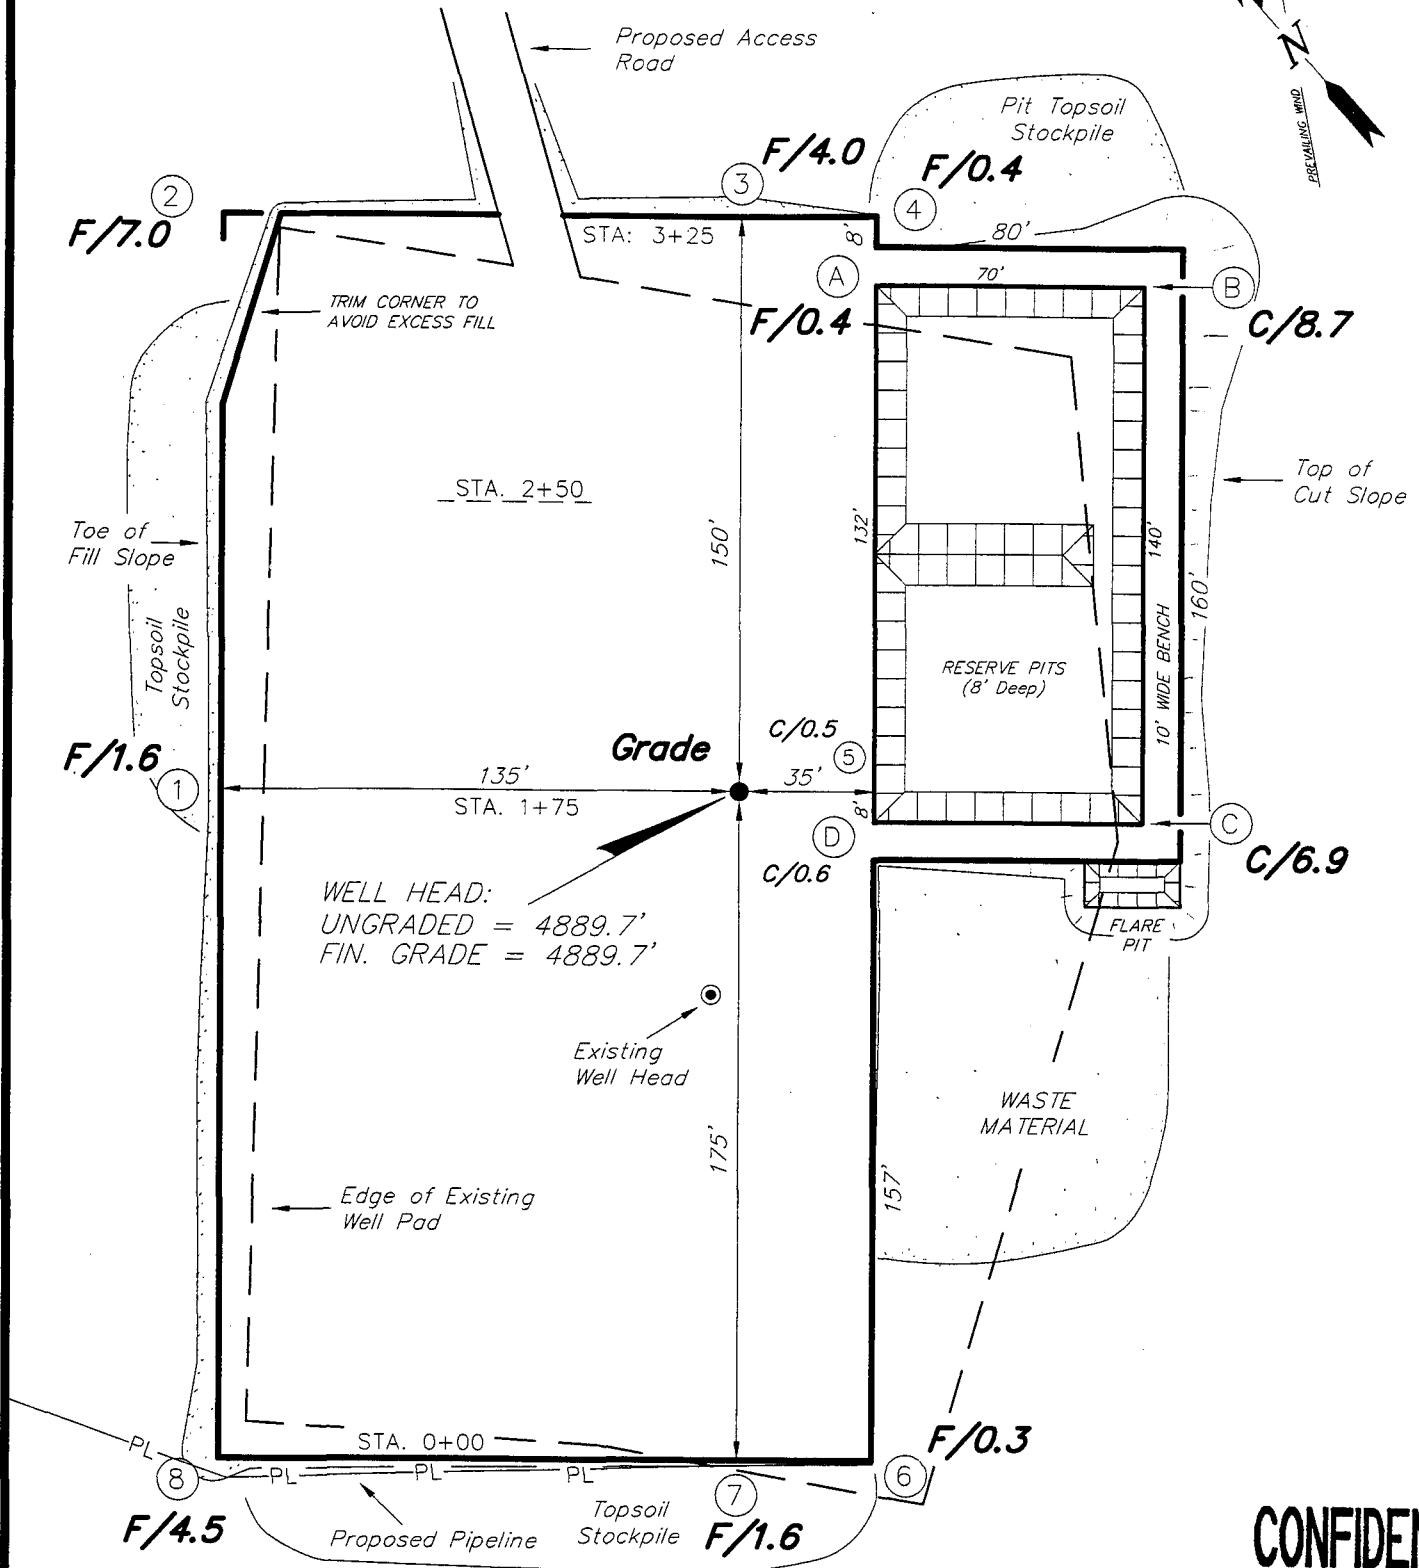 Proposed Access
Road
N
PREVAILING WIND
Pit Topsoil
Stockpile
F/4.0
F/0.4
2
3
4
F/7.0
STA: 3+25
8'
80'
A
70'
B
TRIM CORNER TO
AVOID EXCESS FILL
F/0.4
C/8.7
STA. 2+50
Top of
Cut Slope
Toe of
Fill Slope
150'
132'
140'
160'
Topsoil
Stockpile
RESERVE PITS
(8' Deep)
10' WIDE BENCH
C/0.5
F/1.6
Grade
5
1
135'
35'
STA. 1+75
8'
D
C
C/0.6
C/6.9
WELL HEAD:
UNGRADED = 4889.7'
FIN. GRADE = 4889.7'
FLARE
PIT
Existing
Well Head
WASTE
MATERIAL
175'
157'
Edge of Existing
Well Pad
STA. 0+00
F/0.3
PL
PL
PL
PL
8
7
6
F/4.5
Proposed Pipeline
Topsoil
Stockpile
F/1.6